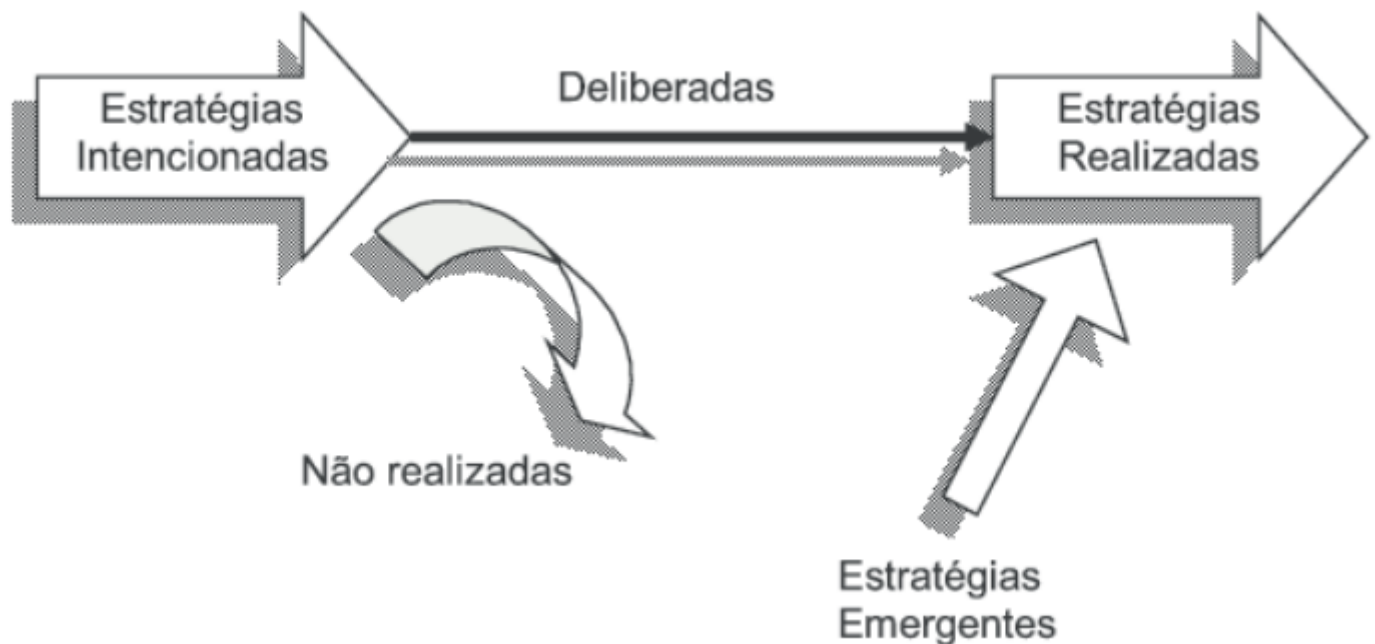 Estratégias
Intencionadas
Deliberadas
Estratégias
Realizadas
Não realizadas
Estratégias
Emergentes